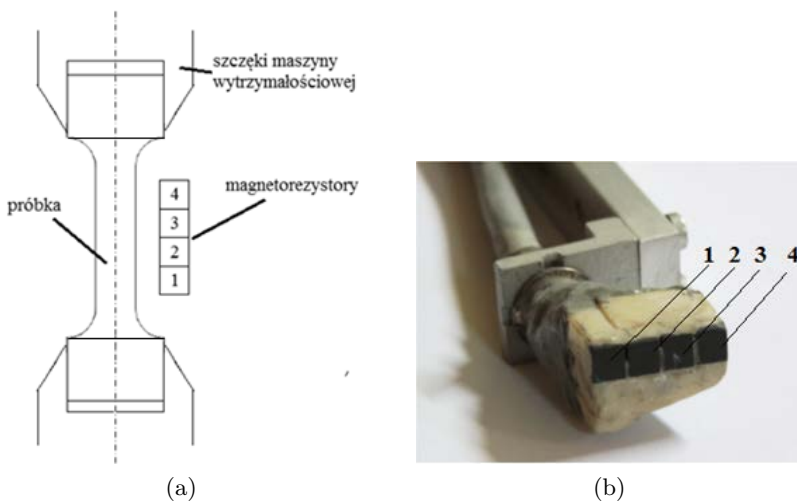 szczęki maszyny
wytrzymałościowej
4
3
2
1
magnetorezystory
próbka
1 2 3 4
(a)
(b)